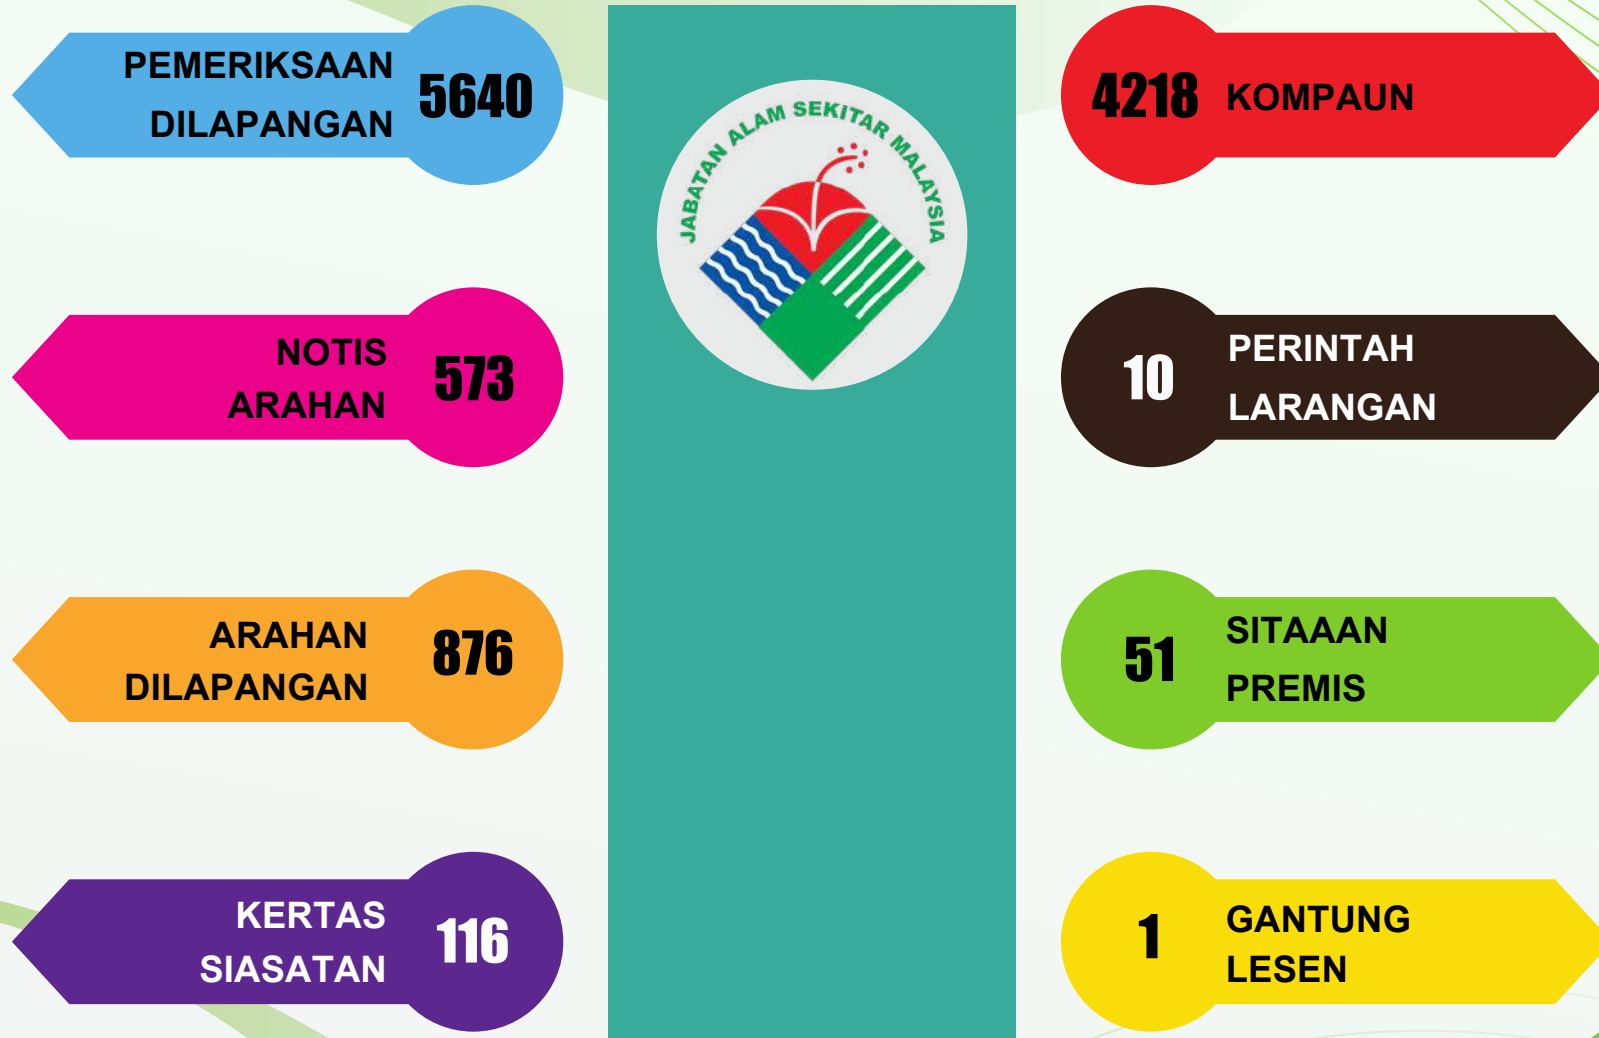 PEMERIKSAAN
DILAPANGAN
5640
NOTIS
ARAHAN
573
ARAHAN
DILAPANGAN
876
KERTAS
SIASATAN
116
JABATAN ALAM SEKITAR MALAYSIA
4218
KOMPAUN
10
PERINTAH
LARANGAN
51
SITAAAN
PREMIS
1
GANTUNG
LESEN